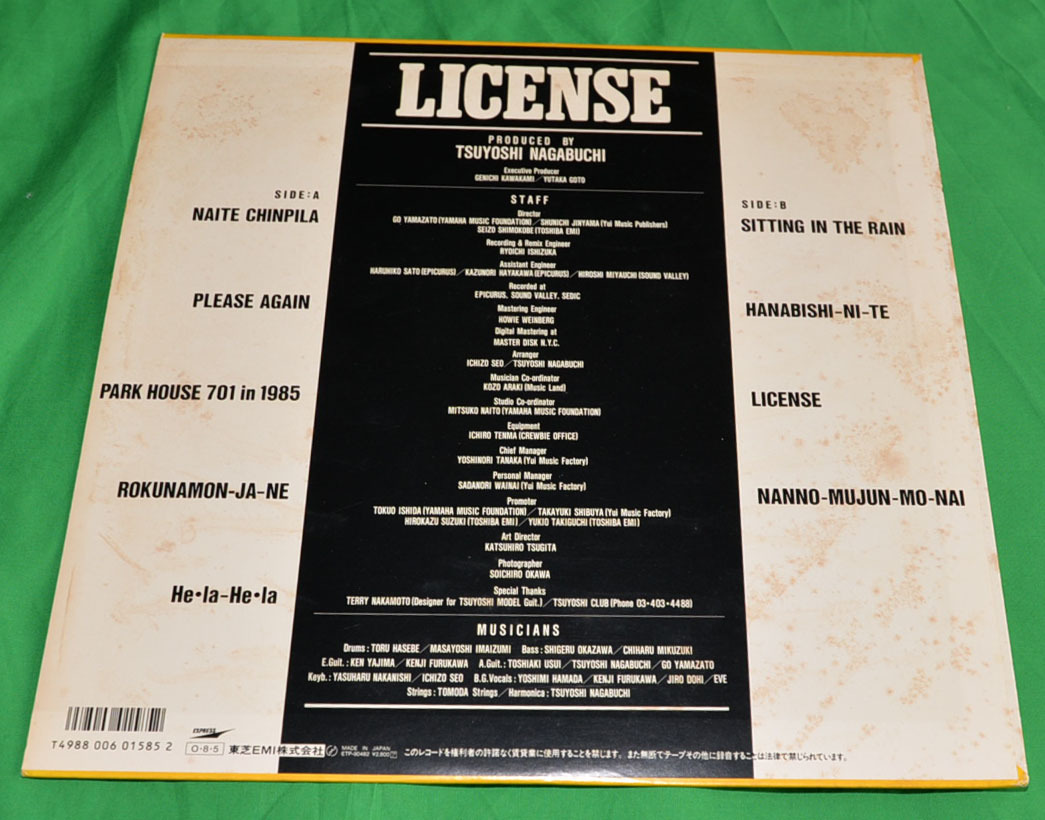 LICENSE
PRODUCED BY
TSUYOSHI NAGABUCHI
Executive Producer
GENICHI KAWAKAMI／YUTAKA GOTO
SIDE:A
NAITE CHINPILA
PLEASE AGAIN
PARK HOUSE 701 in 1985
ROKUNAMON-JA-NE
He•la-He•la
STAFF
Director
GO YAMAZATO (YAMAHA MUSIC FOUNDATION)／SHUNICHI JINYAMA (Yui Music Publishers)
SEIZO SHIMOKOBE (TOSHIBA EMI)
Recording & Remix Engineer
RYOICHI ISHIZUKA
Assistant Engineer
HARUHIKO SATO (EPICURUS)／KAZUNORI HAYAKAWA (EPICURUS)／HIROSHI MIYAUCHI (SOUND VALLEY)
Recorded at
EPICURUS, SOUND VALLEY, SEDIC
Mastering Engineer
HOWIE WEINBERG
Digital Mastering at
MASTER DISK N.Y.C.
Arranger
ICHIZO SEO／TSUYOSHI NAGABUCHI
Musician Co-ordinator
KOZO ARAKI (Music Land)
Studio Co-ordinator
MITSUKO NAITO (YAMAHA MUSIC FOUNDATION)
Equipment
ICHIRO TENMA (CREWBIE OFFICE)
Chief Manager
YOSHINORI TANAKA (Yui Music Factory)
Personal Manager
SADANORI WAINAI (Yui Music Factory)
Promoter
TOKUO ISHIDA (YAMAHA MUSIC FOUNDATION)／TAKAYUKI SHIBUYA (Yui Music Factory)
HIROKAZU SUZUKI (TOSHIBA EMI)／YUKIO TAKIGUCHI (TOSHIBA EMI)
Art Director
KATSUHIRO TSUGITA
Photographer
SOICHIRO OKAWA
Special Thanks
TERRY NAKAMOTO (Designer for TSUYOSHI MODEL Guit.)／TSUYOSHI CLUB (Phone 03•403•4488)
MUSICIANS
Drums : TORU HASEBE／MASAYOSHI IMAIZUMI Bass : SHIGERU OKAZAWA／CHIHARU MIKUZUKI
E.Guit : KEN YAJIMA／KENJI FURUKAWA A.Guit : TOSHIAKI USUI／TSUYOSHI NAGABUCHI／GO YAMAZATO
Keyb. : YASUHARU NAKANISHI／ICHIZO SEO B.G.Vocals : YOSHIMI HAMADA／KENJI FURUKAWA／JIRO DOHI／EVE
Strings : TOMODA Strings／Harmonica : TSUYOSHI NAGABUCHI
SIDE:B
SITTING IN THE RAIN
HANABISHI-NI-TE
LICENSE
NANNO-MUJUN-MO-NAI
T4988 006 01585 2
EXPRESS
O-8-5 東芝EMI株式会社
MADE IN JAPAN
ETP-90482 ¥2,800
このレコードを権利者の許諾なく賃貸業に使用することを禁じます。また無断でテープその他に録音することは法律で禁じられています。